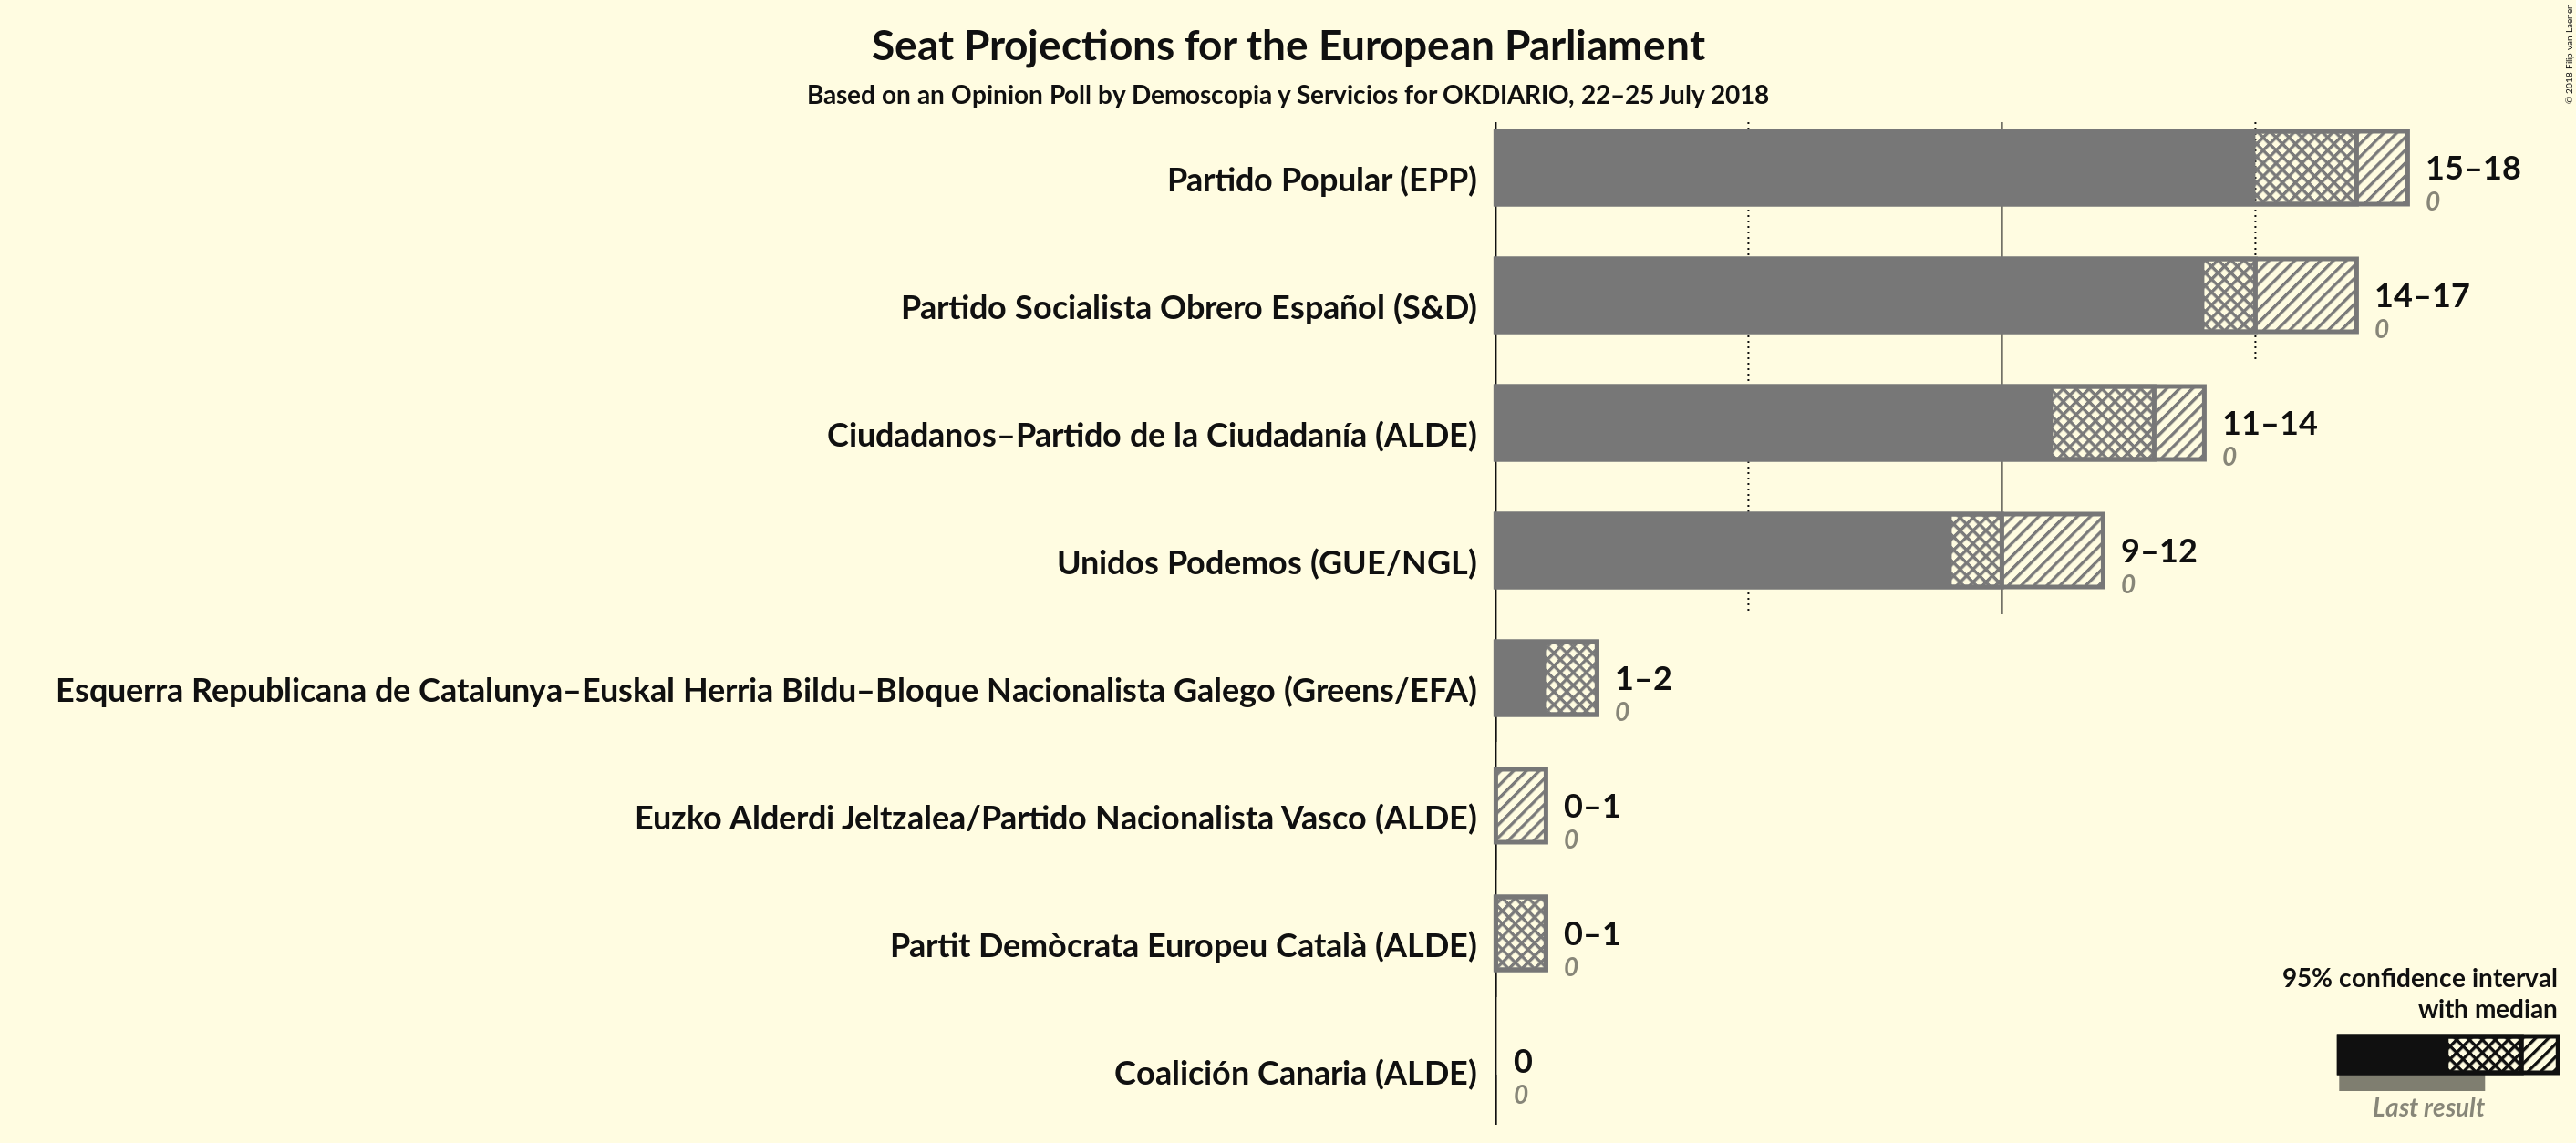 Seat Projections for the European Parliament
Based on an Opinion Poll by Demoscopia y Servicios for OKDIARIO, 22–25 July 2018
© 2018 Filip van Laenen
Partido Popular (EPP)
15–18
0
Partido Socialista Obrero Español (S&D)
14–17
0
Ciudadanos–Partido de la Ciudadanía (ALDE)
11–14
0
Unidos Podemos (GUE/NGL)
9–12
0
Esquerra Republicana de Catalunya–Euskal Herria Bildu–Bloque Nacionalista Galego (Greens/EFA)
1–2
0
Euzko Alderdi Jeltzalea/Partido Nacionalista Vasco (ALDE)
0–1
0
Partit Demòcrata Europeu Català (ALDE)
0–1
0
Coalición Canaria (ALDE)
0
0
95% confidence interval
with median
Last result